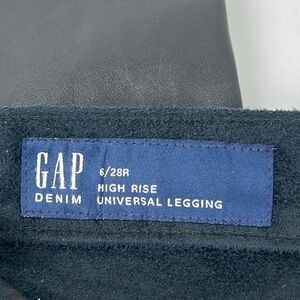 GAP
DENIM
6/28R
HIGH RISE
UNIVERSAL LEGGING